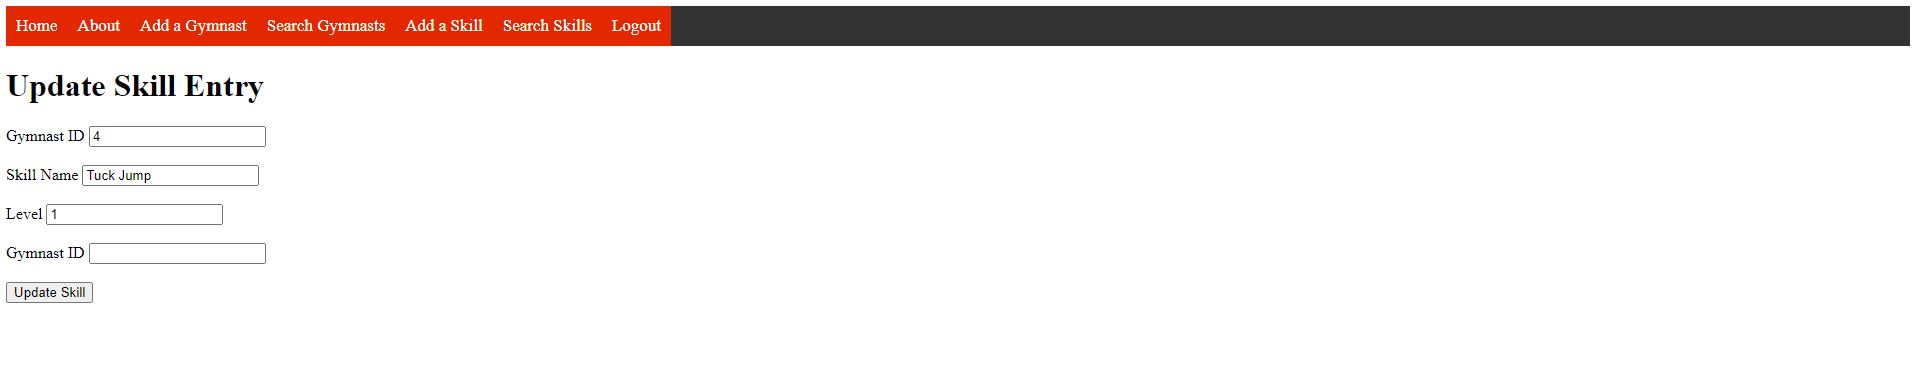 Home About Add a Gymnast Search Gymnasts Add a Skill Search Skills Logout
Update Skill Entry
Gymnast ID 4
Skill Name Tuck Jump
Level 1
Gymnast ID
Update Skill